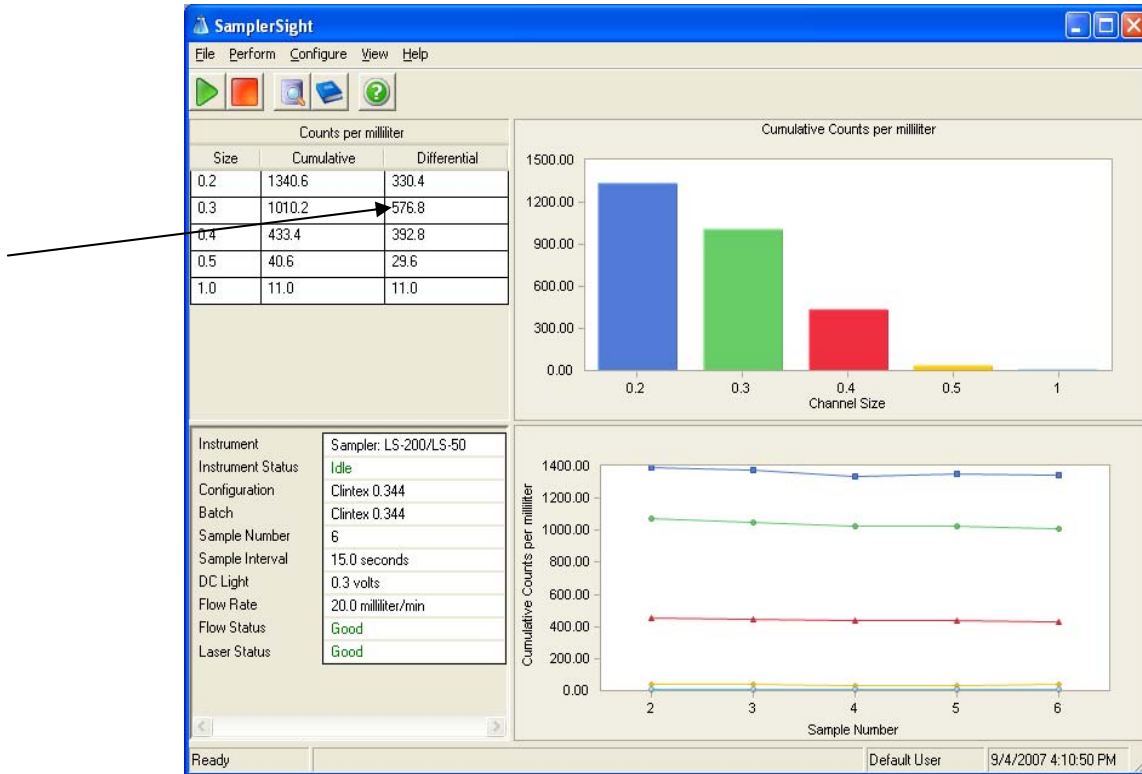 SamplerSight
File Perform Configure View Help
Counts per milliliter
Size Cumulative Differential
0.2 1340.6 330.4
0.3 1010.2 576.8
0.4 433.4 392.8
0.5 40.6 29.6
1.0 11.0 11.0
Cumulative Counts per milliliter
1500.00
1200.00
900.00
600.00
300.00
0.00
0.2 0.3 0.4 0.5 1
Channel Size
Instrument Sampler: LS-200/LS-50
Instrument Status Idle
Configuration Clintex 0.344
Batch Clintex 0.344
Sample Number 6
Sample Interval 15.0 seconds
DC Light 0.3 volts
Flow Rate 20.0 milliliter/min
Flow Status Good
Laser Status Good
Cumulative Counts per milliliter
1400.00
1200.00
1000.00
800.00
600.00
400.00
200.00
0.00
2 3 4 5 6
Sample Number
Ready Default User 9/4/2007 4:10:50 PM